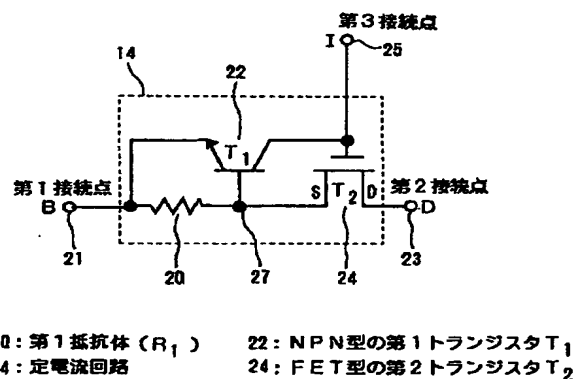 第3接続点
I
25
14
22
T1
第1接続点
B
S
T2
D
第2接続点
D
21
20
27
24
23
0：第1抵抗体（R1）
22：NPN型の第1トランジスタT1
4：定電流回路
24：FET型の第2トランジスタT2